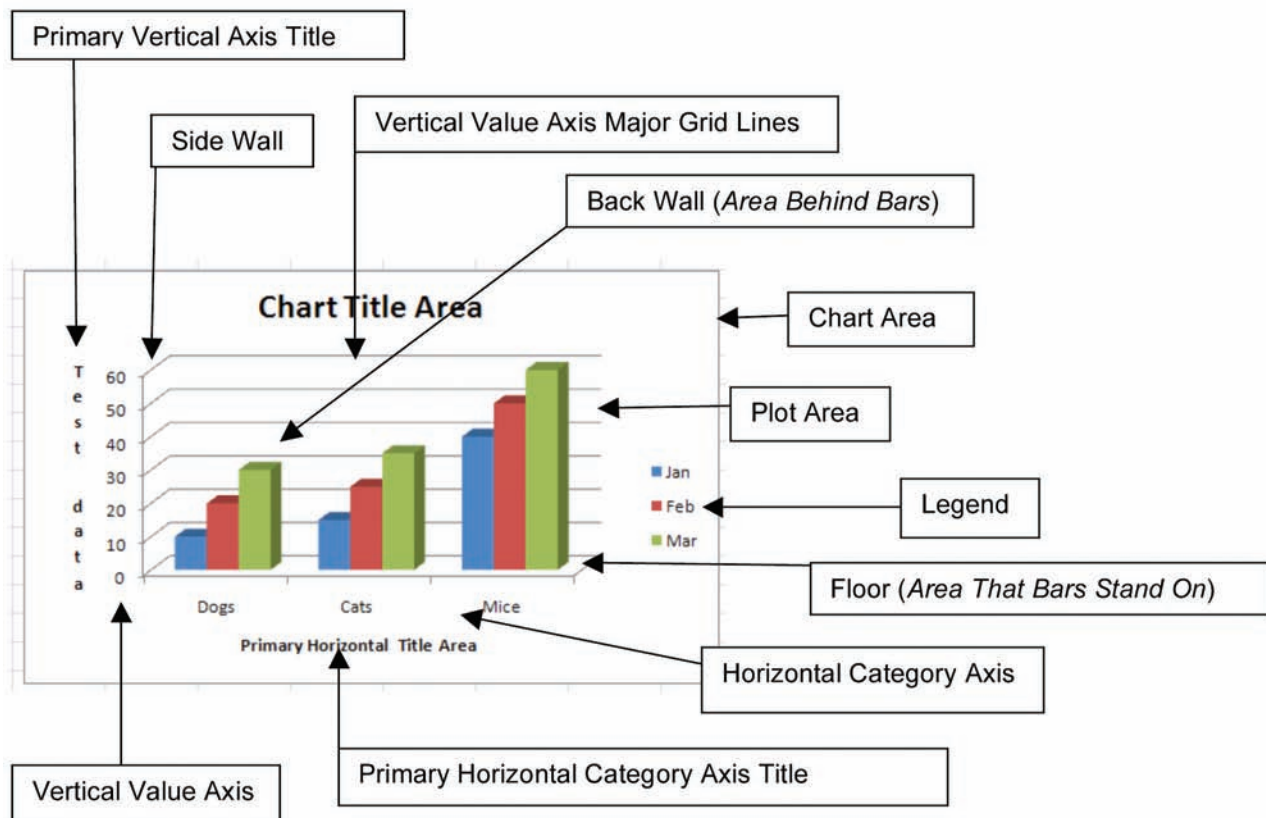 Primary Vertical Axis Title
Side Wall
Vertical Value Axis Major Grid Lines
Back Wall (Area Behind Bars)
Chart Title Area
Chart Area
Test data
60
50
40
30
20
10
0
Plot Area
Jan
Feb
Mar
Legend
Floor (Area That Bars Stand On)
Dogs Cats Mice
Primary Horizontal Title Area
Horizontal Category Axis
Vertical Value Axis
Primary Horizontal Category Axis Title